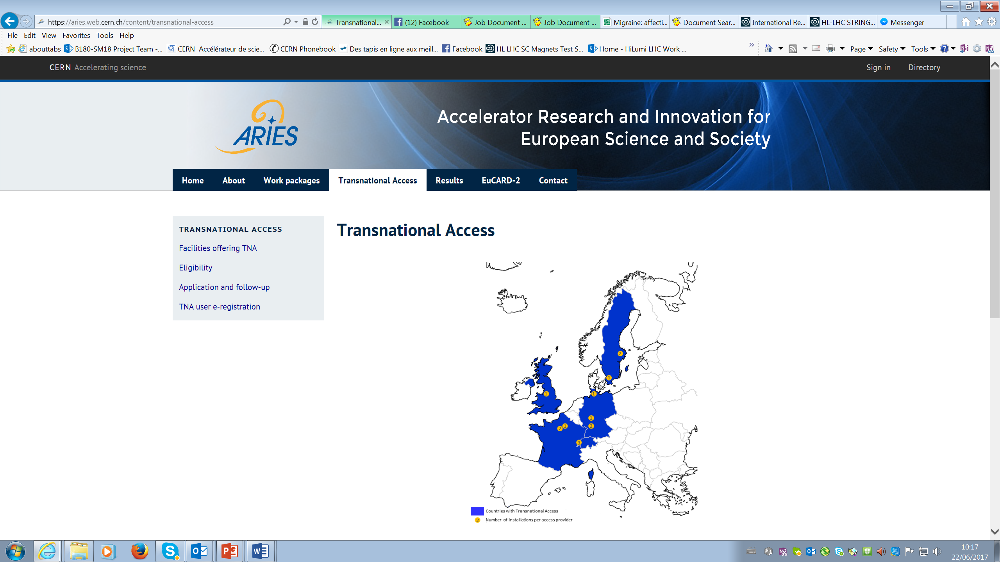 https://aries.web.cern.ch/content/transnational-access
Transnational...
(12) Facebook
Job Document ...
Job Document ...
Migraine: affecti...
Document Sear...
International Re...
HL-LHC STRING...
Messenger
File Edit View Favorites Tools Help
abouttabs
B180-SM18 Project Team -...
CERN Accélérateur de scie...
CERN Phonebook
Des tapis en ligne aux meill...
Facebook
HL LHC SC Magnets Test S...
Home - HiLumi LHC Work ...
Page
Safety
Tools
CERN Accelerating science
Sign in
Directory
ARIES
Accelerator Research and Innovation for
European Science and Society
Home
About
Work packages
Transnational Access
Results
EuCARD-2
Contact
TRANSNATIONAL ACCESS
Facilities offering TNA
Eligibility
Application and follow-up
TNA user e-registration
Transnational Access
2
1
1
1
1
2
1
2
3
Countries with Transnational Access
2 Number of installations per access provider
10:17
22/06/2017